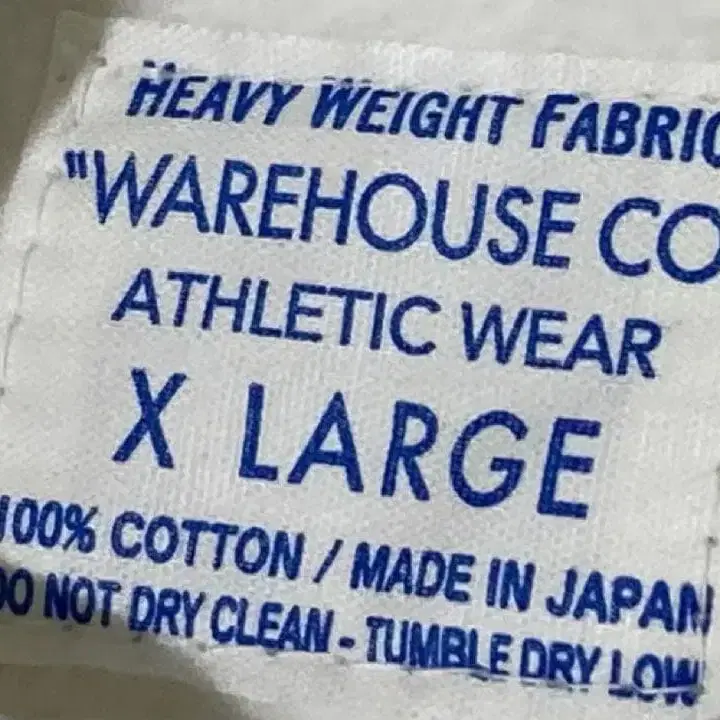 HEAVY WEIGHT FABRIC
"WAREHOUSE CO
ATHLETIC WEAR
X LARGE
100% COTTON / MADE IN JAPAN
DO NOT DRY CLEAN - TUMBLE DRY LOW